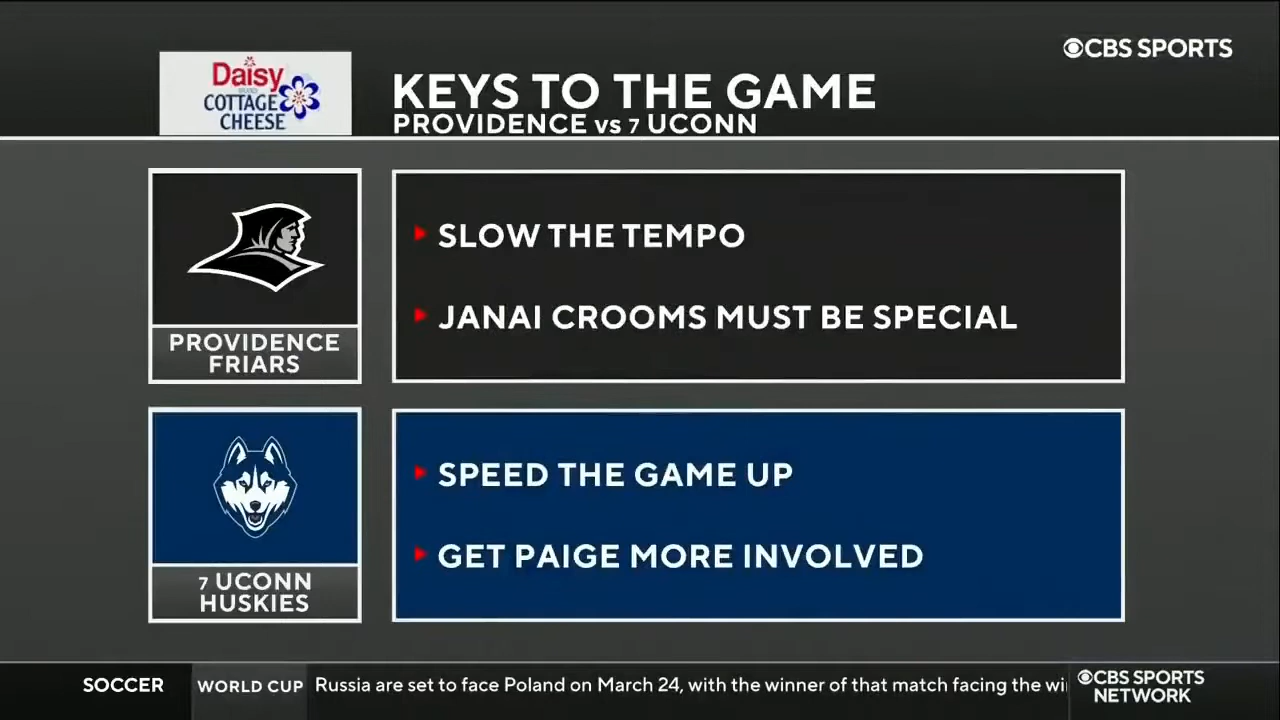 CBS SPORTS
Daisy
BRAND
COTTAGE
CHEESE
KEYS TO THE GAME
PROVIDENCE vs 7 UCONN
PROVIDENCE
FRIARS
SLOW THE TEMPO
JANAI CROOMS MUST BE SPECIAL
7 UCONN
HUSKIES
SPEED THE GAME UP
GET PAIGE MORE INVOLVED
SOCCER
WORLD CUP
Russia are set to face Poland on March 24, with the winner of that match facing the
CBS SPORTS
NETWORK